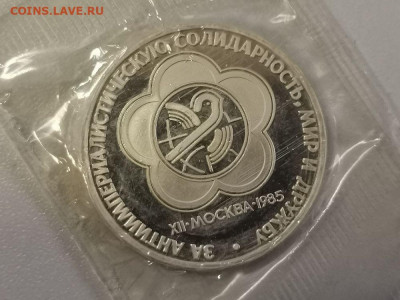 COINS.LAVE.RU
ЗА АНТИИМПЕРИАЛИСТИЧЕСКУЮ СОЛИДАРНОСТЬ, МИР И ДРУЖБУ •
XII•МОСКВА•1985